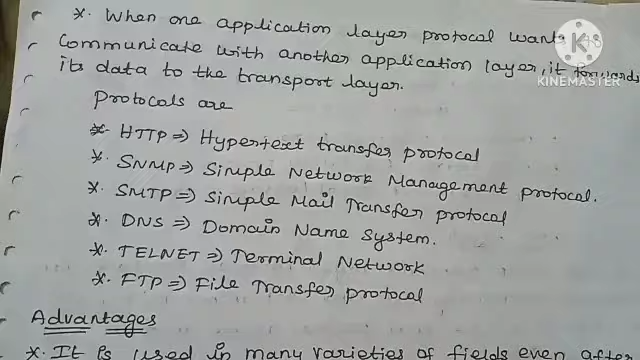 *. When one application layer protocol wants
Communicate with another application layer, it forwards
its data to the transport layer.
KINEMASTER
Protocols are
* HTTP => Hypertext transfer protocol
*. SNMP => Simple Network Management protocol.
*. SMTP => Simple Mail Transfer protocol
*. DNS => Domain Name System.
*. TELNET => Terminal Network
*. FTP => File Transfer protocol
Advantages
*. It is used in many varieties of fields even after